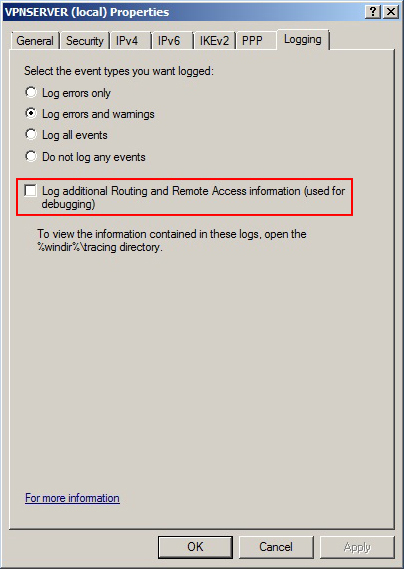 VPNSERVER (local) Properties
General Security IPv4 IPv6 IKEv2 PPP Logging
Select the event types you want logged:
Log errors only
Log errors and warnings
Log all events
Do not log any events
Log additional Routing and Remote Access information (used for
debugging)
To view the information contained in these logs, open the
%windir%\tracing directory.
For more information
OK Cancel Apply